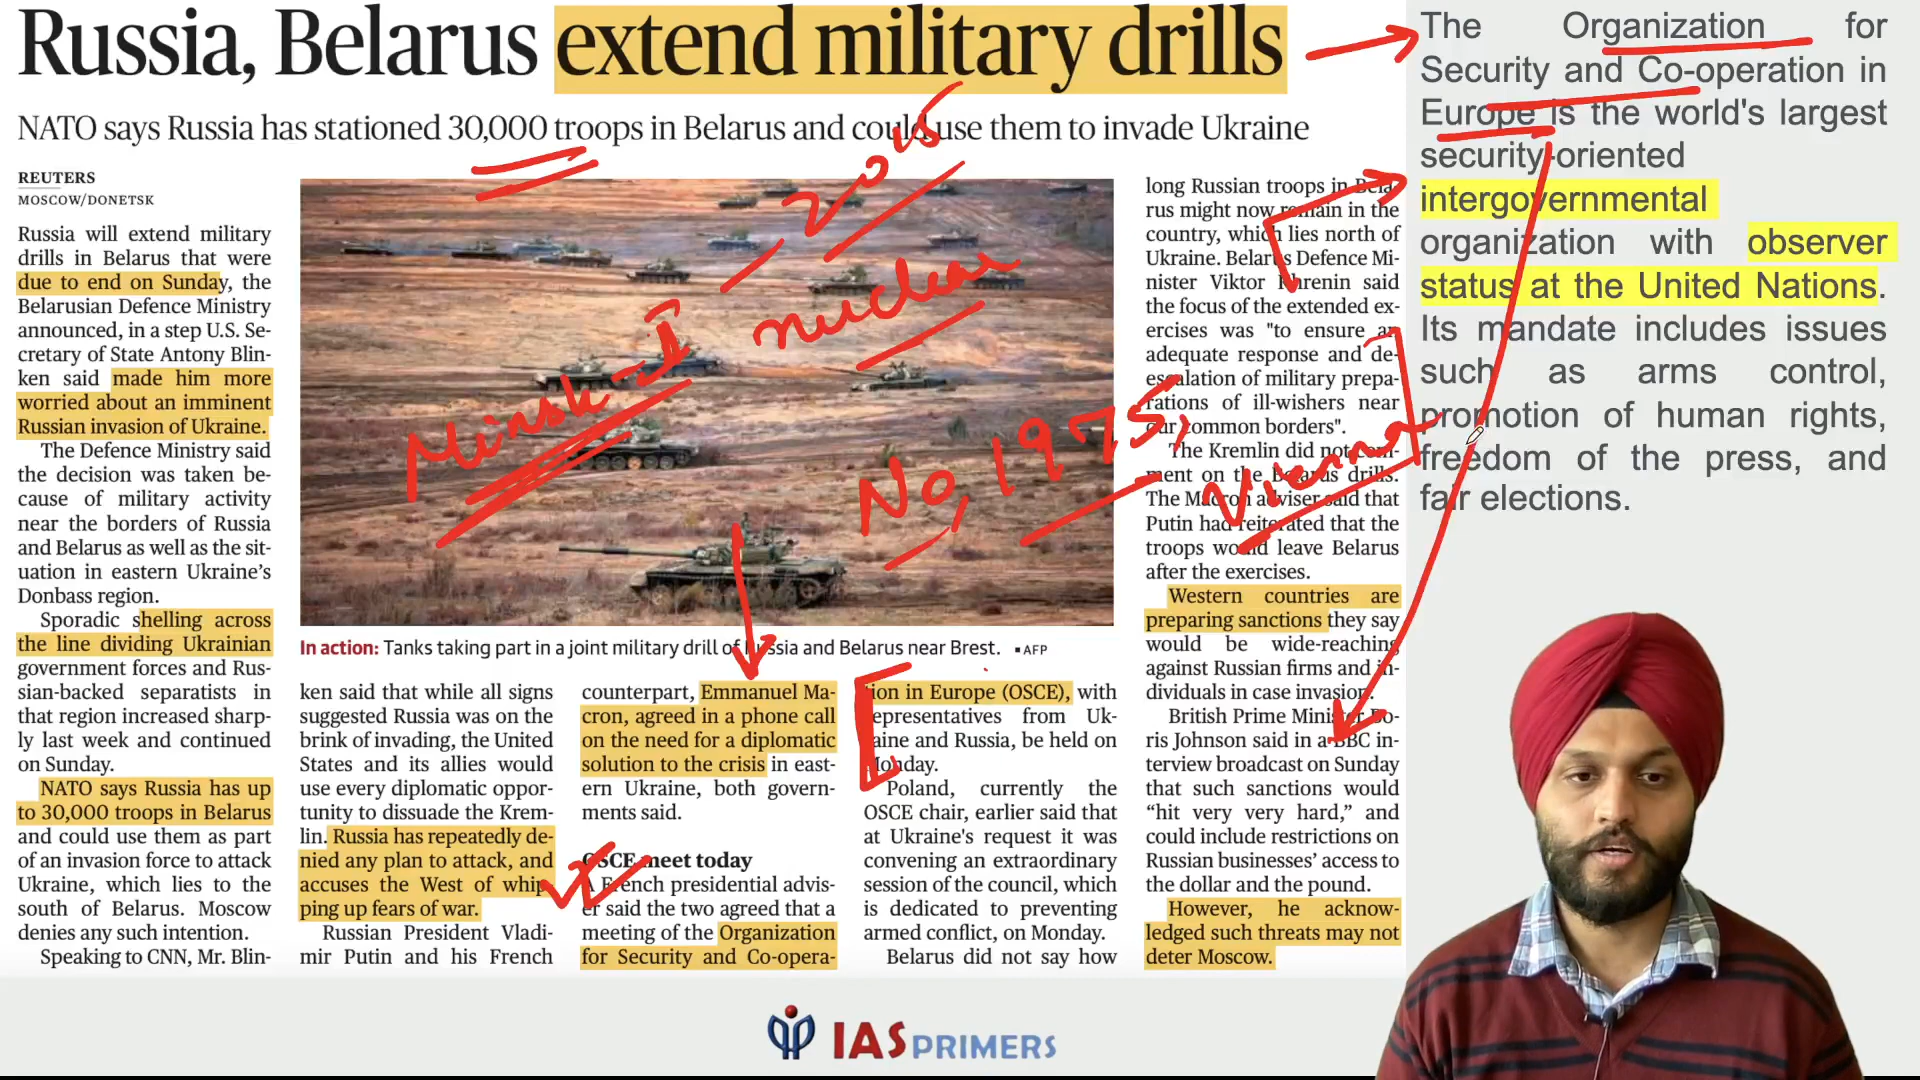 Russia, Belarus extend military drills
NATO says Russia has stationed 30,000 troops in Belarus and could use them to invade Ukraine
REUTERS
MOSCOW/DONETSK
Russia will extend military
drills in Belarus that were
due to end on Sunday, the
Belarusian Defence Ministry
announced, in a step U.S. Se-
cretary of State Antony Blin-
ken said made him more
worried about an imminent
Russian invasion of Ukraine.
The Defence Ministry said
the decision was taken be-
cause of military activity
near the borders of Russia
and Belarus as well as the sit-
uation in eastern Ukraine's
Donbass region.
Sporadic shelling across
the line dividing Ukrainian
government forces and Rus-
sian-backed separatists in
that region increased sharp-
ly last week and continued
on Sunday.
NATO says Russia has up
to 30,000 troops in Belarus
and could use them as part
of an invasion force to attack
Ukraine, which lies to the
south of Belarus. Moscow
denies any such intention.
Speaking to CNN, Mr. Blin-
2015
nuclear
Minsk-I
No, 1975,
Vienna
In action: Tanks taking part in a joint military drill of Russia and Belarus near Brest. ▪AFP
ken said that while all signs
suggested Russia was on the
brink of invading, the United
States and its allies would
use every diplomatic oppor-
tunity to dissuade the Krem-
lin. Russia has repeatedly de-
nied any plan to attack, and
accuses the West of whip-
ping up fears of war.
Russian President Vladi-
mir Putin and his French
counterpart, Emmanuel Ma-
cron, agreed in a phone call
on the need for a diplomatic
solution to the crisis in east-
ern Ukraine, both govern-
ments said.
OSCE meet today
A French presidential advis-
er said the two agreed that a
meeting of the Organization
for Security and Co-opera-
tion in Europe (OSCE), with
representatives from Uk-
raine and Russia, be held on
Monday.
Poland, currently the
OSCE chair, earlier said that
at Ukraine's request it was
convening an extraordinary
session of the council, which
is dedicated to preventing
armed conflict, on Monday.
Belarus did not say how
long Russian troops in Bela-
rus might now remain in the
country, which lies north of
Ukraine. Belarus Defence Mi-
nister Viktor Khrenin said
the focus of the extended ex-
ercises was "to ensure an
adequate response and de-
escalation of military prepa-
rations of ill-wishers near
our common borders".
The Kremlin did not com-
ment on the Belarus drills.
The Macron adviser said that
Putin had reiterated that the
troops would leave Belarus
after the exercises.
Western countries are
preparing sanctions they say
would be wide-reaching
against Russian firms and in-
dividuals in case invasion.
British Prime Minister Bo-
ris Johnson said in a BBC in-
terview broadcast on Sunday
that such sanctions would
“hit very very hard,” and
could include restrictions on
Russian businesses' access to
the dollar and the pound.
However, he acknow-
ledged such threats may not
deter Moscow.
The Organization for
Security and Co-operation in
Europe is the world's largest
security-oriented
intergovernmental
organization with observer
status at the United Nations.
Its mandate includes issues
such as arms control,
promotion of human rights,
freedom of the press, and
fair elections.
IAS PRIMERS